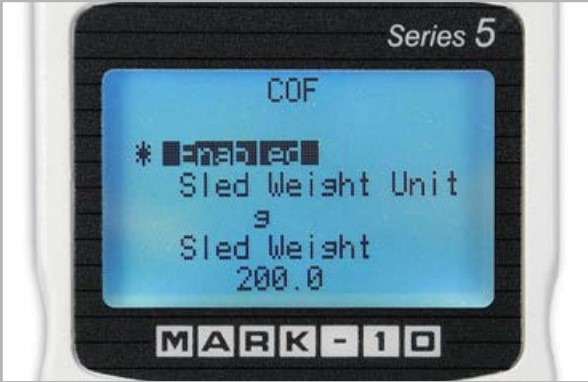 Series 5
COF
* Enabled
Sled Weight Unit
g
Sled Weight
200.0
MARK-10